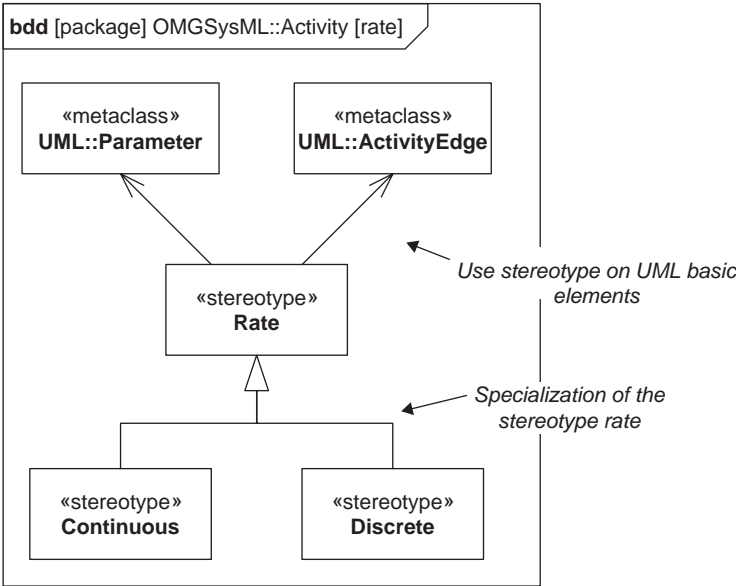 bdd [package] OMGSysML::Activity [rate]
«metaclass»
UML::Parameter
«metaclass»
UML::ActivityEdge
Use stereotype on UML basic
elements
«stereotype»
Rate
Specialization of the
stereotype rate
«stereotype»
Continuous
«stereotype»
Discrete